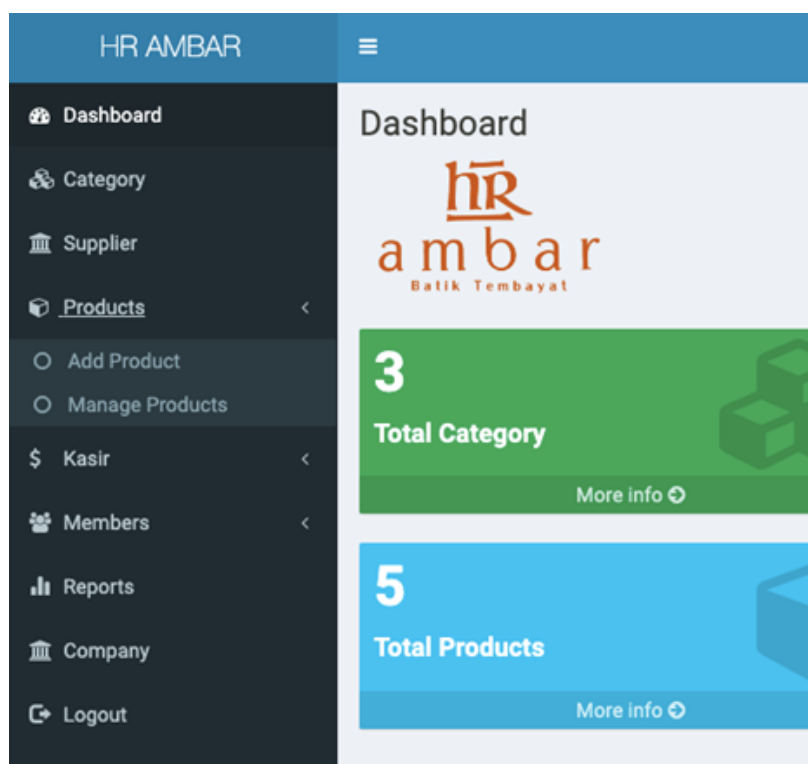 HR AMBAR
Dashboard
Category
Supplier
Products
Add Product
Manage Products
Kasir
Members
Reports
Company
Logout
Dashboard
hR
ambar
Batik Tembayat
3
Total Category
More info
5
Total Products
More info